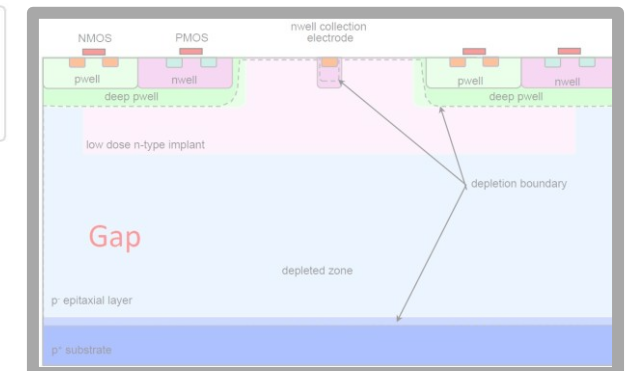 nwell collection
electrode
NMOS PMOS
pwell nwell pwell nwell
deep pwell deep pwell
low dose n-type implant
depletion boundary
Gap
depleted zone
p⁻ epitaxial layer
p⁺ substrate